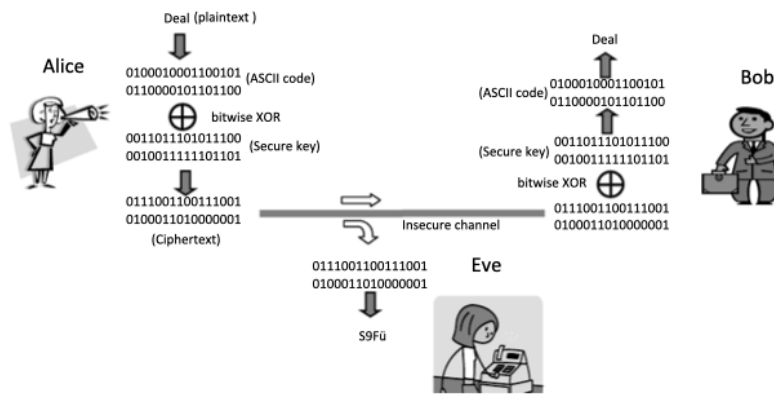 Deal (plaintext )
Alice
0100010001100101
0110000101101100
(ASCII code)
bitwise XOR
0011011101011100
0010011111101101
(Secure key)
0111001100111001
0100011010000001
(Ciphertext)
Insecure channel
0111001100111001
0100011010000001
Eve
S9Fü
Deal
Bob
(ASCII code)
0100010001100101
0110000101101100
(Secure key)
0011011101011100
0010011111101101
bitwise XOR
0111001100111001
0100011010000001